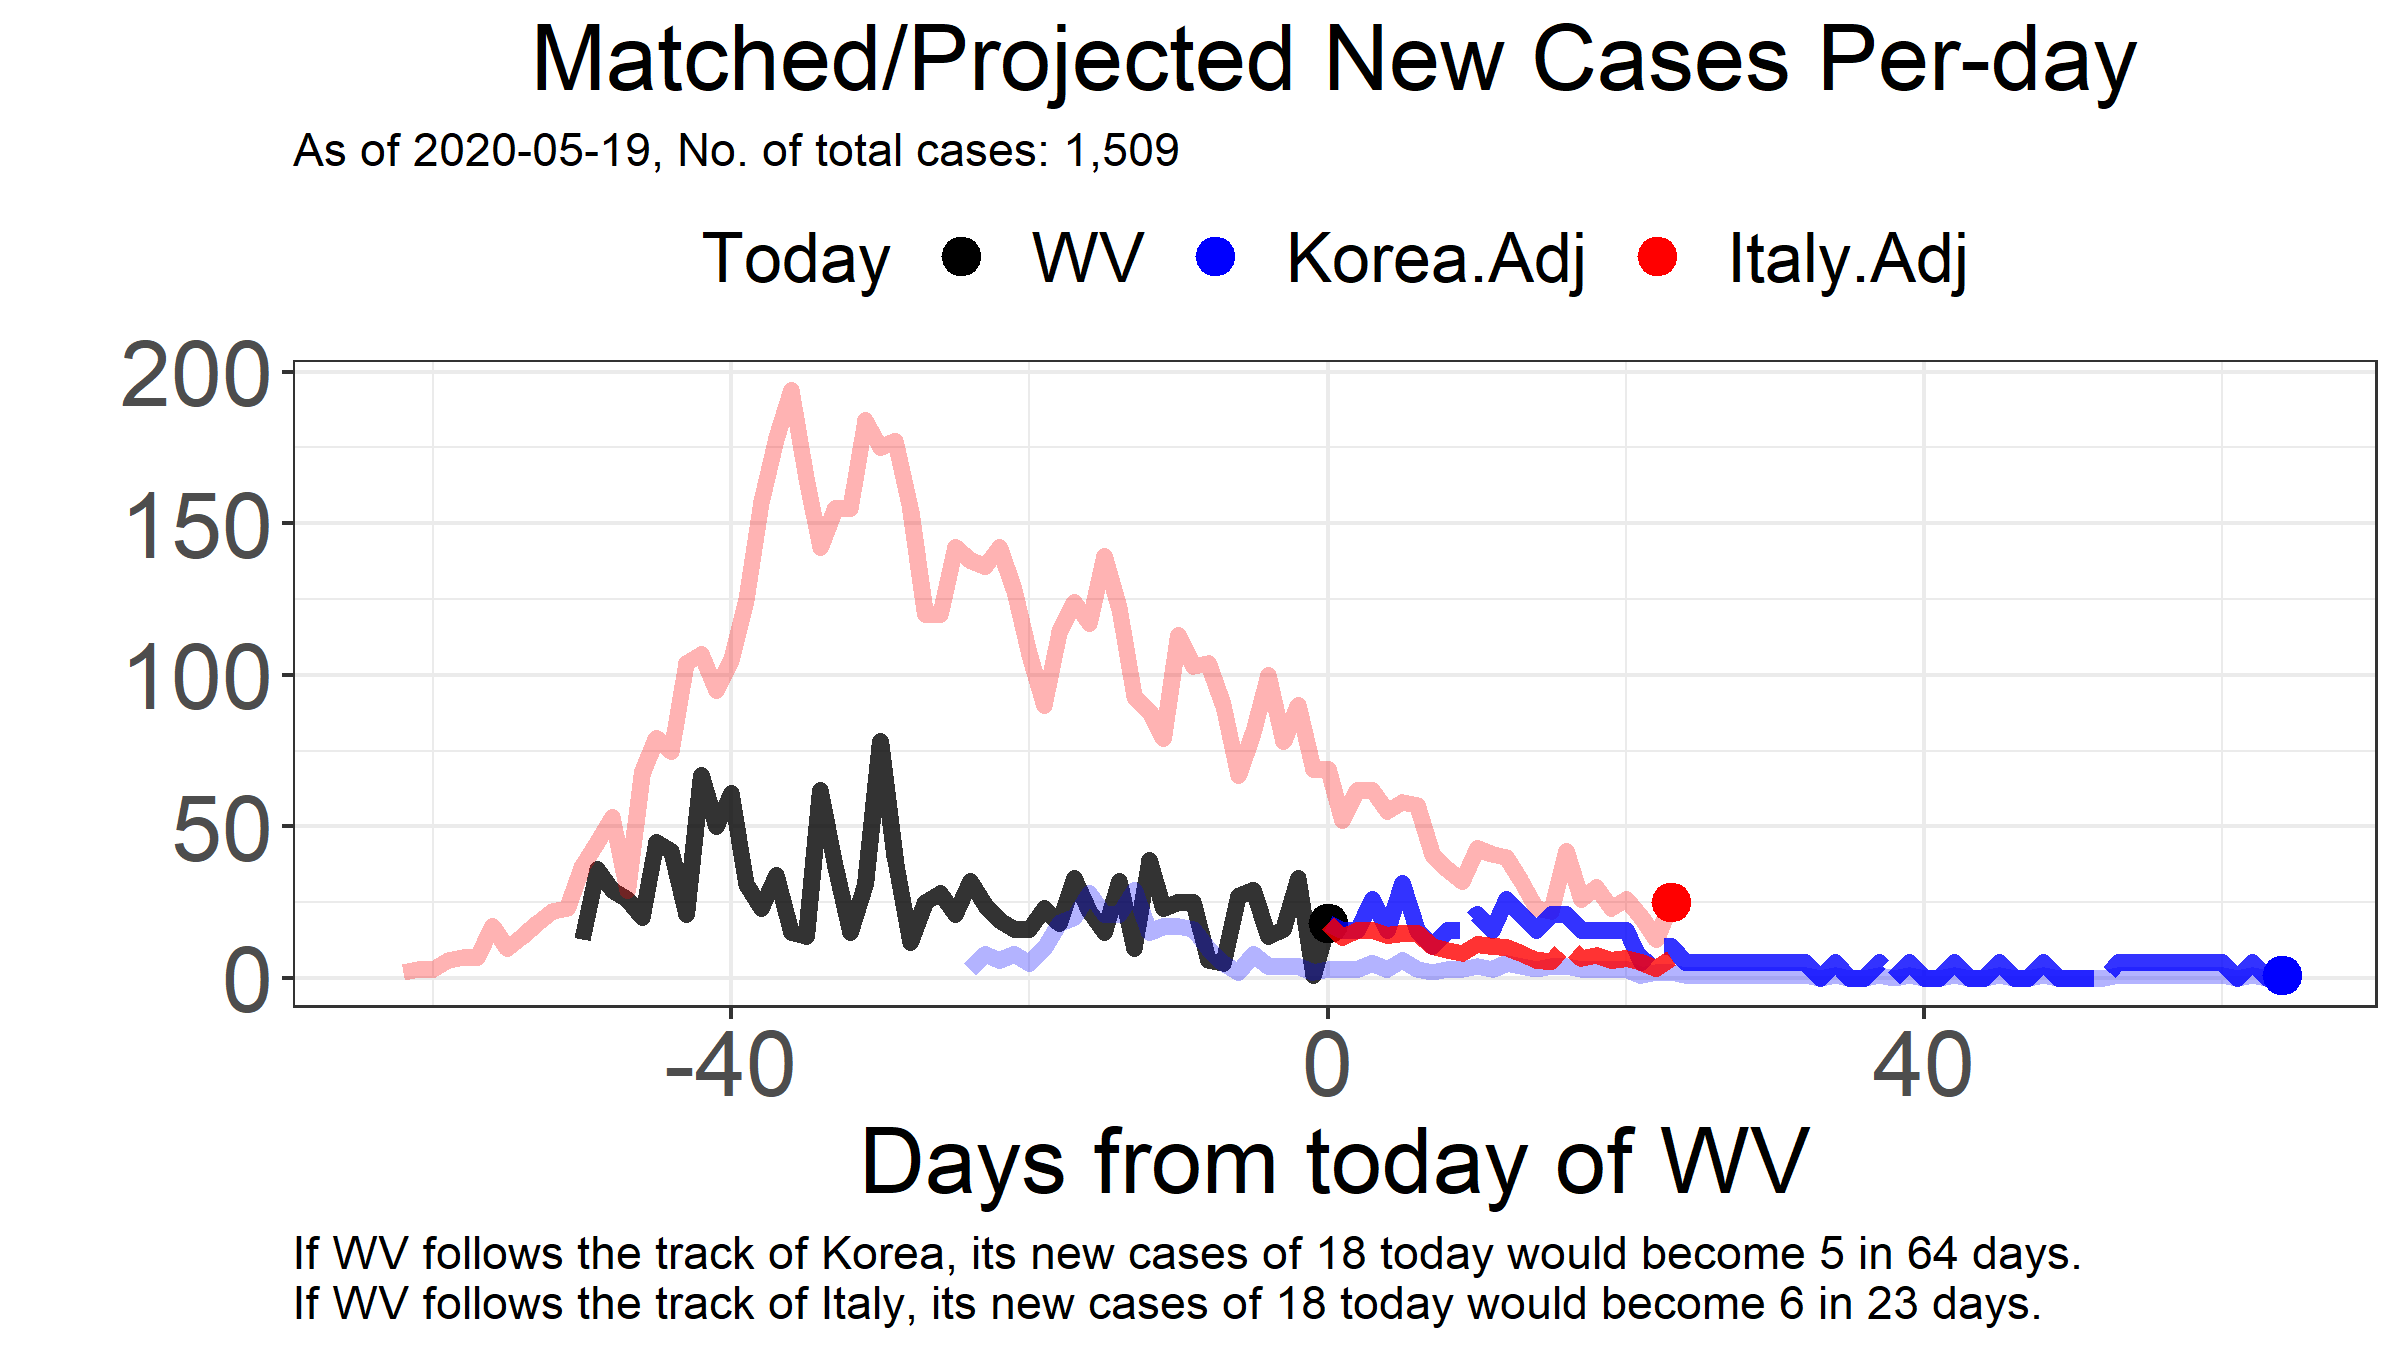 Matched/Projected New Cases Per-day
As of 2020-05-19, No. of total cases: 1,509
Today WV Korea.Adj Italy.Adj
200
150
100
50
0
-40 0 40
Days from today of WV
If WV follows the track of Korea, its new cases of 18 today would become 5 in 64 days.
If WV follows the track of Italy, its new cases of 18 today would become 6 in 23 days.